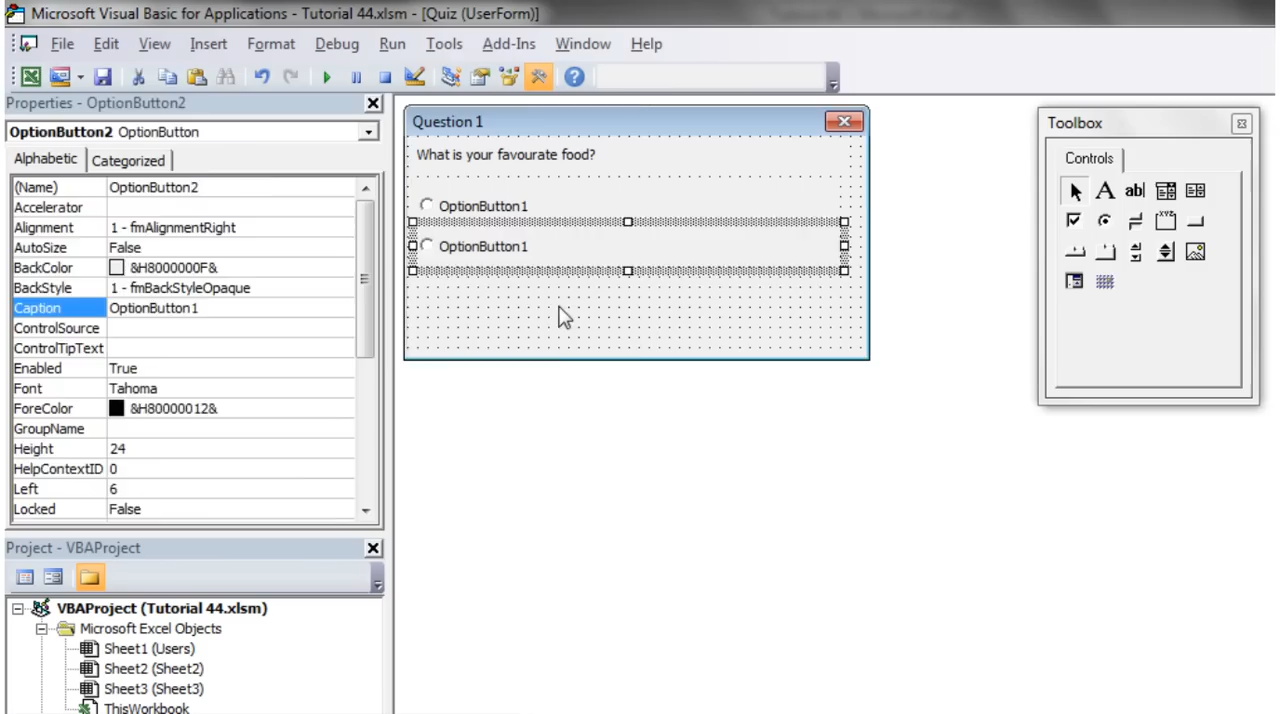 Microsoft Visual Basic for Applications - Tutorial 44.xlsm - [Quiz (UserForm)]
File Edit View Insert Format Debug Run Tools Add-Ins Window Help
Properties - OptionButton2
OptionButton2 OptionButton
Alphabetic Categorized
(Name) OptionButton2
Accelerator
Alignment 1 - fmAlignmentRight
AutoSize False
BackColor &H8000000F&
BackStyle 1 - fmBackStyleOpaque
Caption OptionButton1
ControlSource
ControlTipText
Enabled True
Font Tahoma
ForeColor &H80000012&
GroupName
Height 24
HelpContextID 0
Left 6
Locked False
Project - VBAProject
VBAProject (Tutorial 44.xlsm)
Microsoft Excel Objects
Sheet1 (Users)
Sheet2 (Sheet2)
Sheet3 (Sheet3)
ThisWorkbook
Question 1
What is your favourate food?
OptionButton1
OptionButton1
Toolbox
Controls
A ab|
XYZ